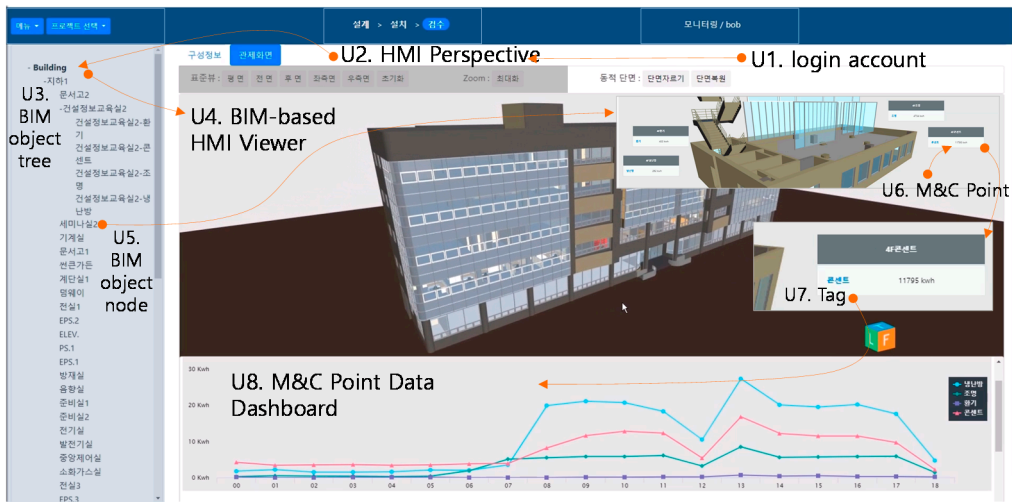 메뉴
프로젝트 선택
설계 > 설치 > 검수
모니터링 / bob
구성정보
관제화면
U2. HMI Perspective
U1. login account
표준뷰 : 평 면 전 면 후 면 좌측면 우측면 초기화
Zoom : 최대화
동적 단면 : 단면자르기 단면복원
- Building
-지하1
문서고2
-건설정보교육실2
건설정보교육실2-환
기
건설정보교육실2-콘
센트
건설정보교육실2-조
명
건설정보교육실2-냉
난방
세미나실2
기계실
문서고1
썬큰가든
계단실1
전실1
EPS.2
ELEV.
PS.1
EPS.1
방재실
음향실
준비실1
준비실2
전기실
발전기실
중앙제어실
소화가스실
전실3
EPS.3
U3.
BIM
object
tree
U4. BIM-based
HMI Viewer
U5.
BIM
object
node
U6. M&C Point
4F콘센트
콘센트 11795 kwh
U7. Tag
L F
U8. M&C Point Data
Dashboard
30 Kwh
20 Kwh
10 Kwh
0 Kwh
00 01 02 03 04 05 06 07 08 09 10 11 12 13 14 15 16 17 18
냉난방
조명
환기
콘센트